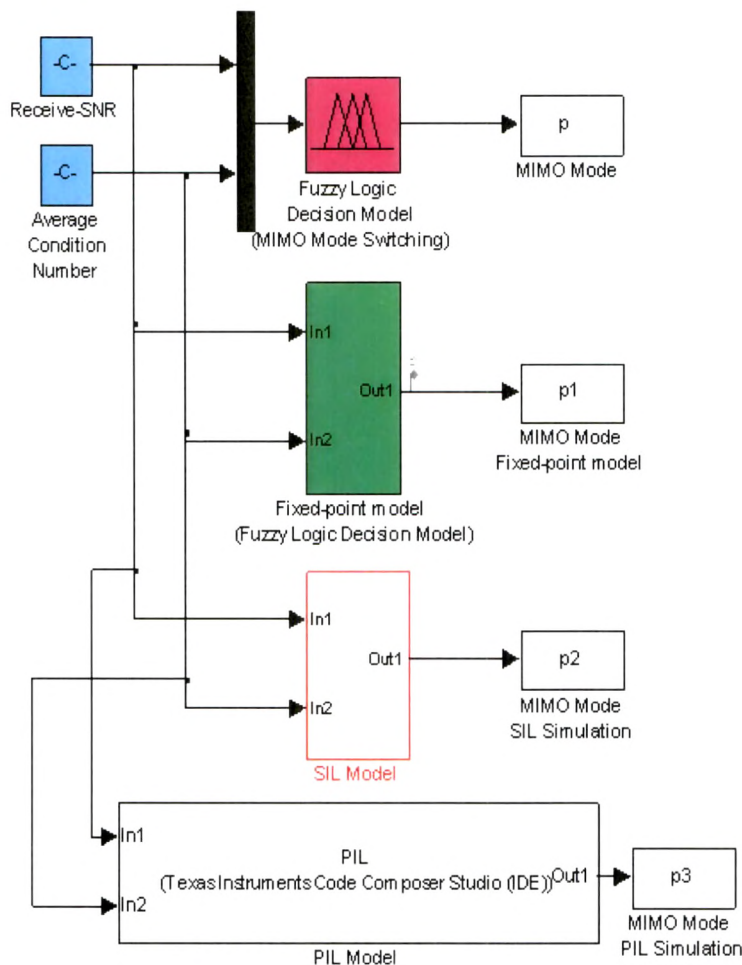 -C-
Receive-SNR
-C-
Average
Condition
Number
Fuzzy Logic
Decision Model
(MIMO Mode Switching)
p
MIMO Mode
In1
Out1
In2
Fixed-point model
(Fuzzy Logic Decision Model)
p1
MIMO Mode
Fixed-point model
In1
Out1
In2
SIL Model
p2
MIMO Mode
SIL Simulation
In1
PIL
(Texas Instruments Code Composer Studio (IDE))
Out1
In2
PIL Model
p3
MIMO Mode
PIL Simulation